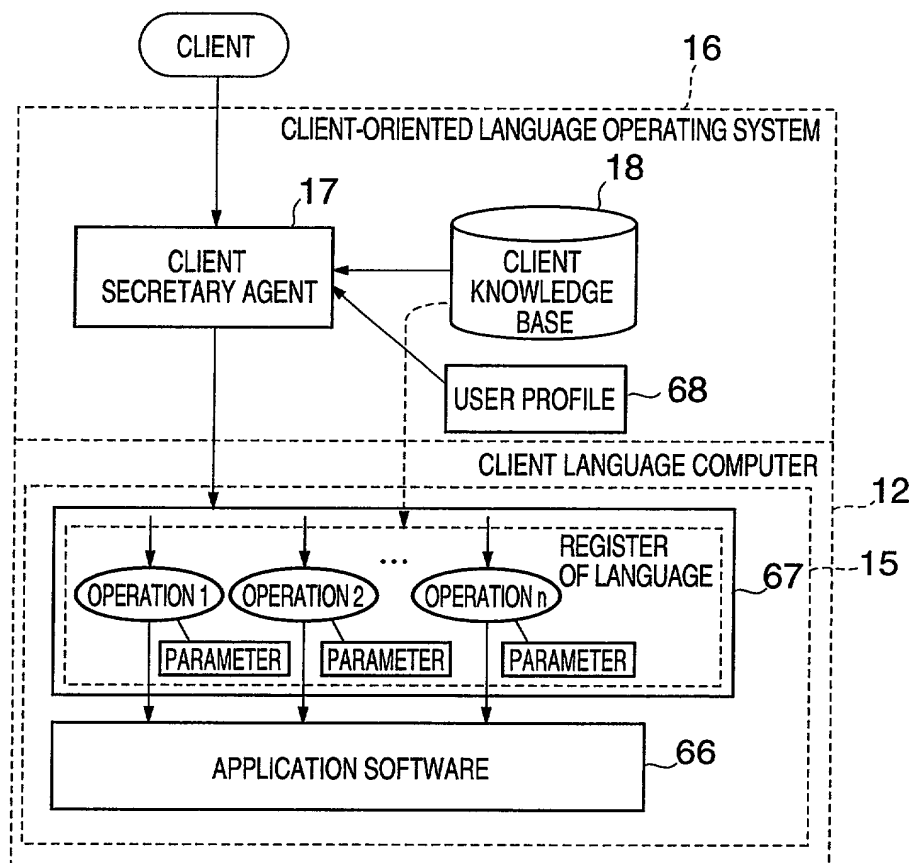 CLIENT
16
CLIENT-ORIENTED LANGUAGE OPERATING SYSTEM
17
18
CLIENT
SECRETARY AGENT
CLIENT
KNOWLEDGE
BASE
USER PROFILE
68
CLIENT LANGUAGE COMPUTER
12
15
REGISTER
OF LANGUAGE
67
...
OPERATION 1
OPERATION 2
OPERATION n
PARAMETER
PARAMETER
PARAMETER
APPLICATION SOFTWARE
66